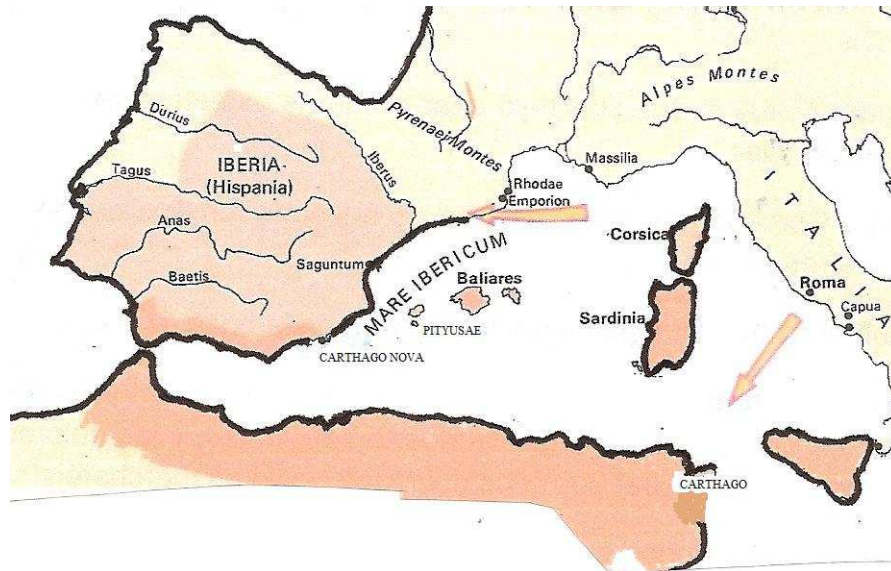 Alpes Montes
Durius
Pyrenaei Montes
Iberus
Massilia
IBERIA
(Hispania)
Tagus
Rhodae
Emporion
ITALIA
Anas
Corsica
Saguntum
MARE IBERICUM
Baetis
Baliares
Roma
Capua
Sardinia
PITYUSAE
CARTHAGO NOVA
CARTHAGO